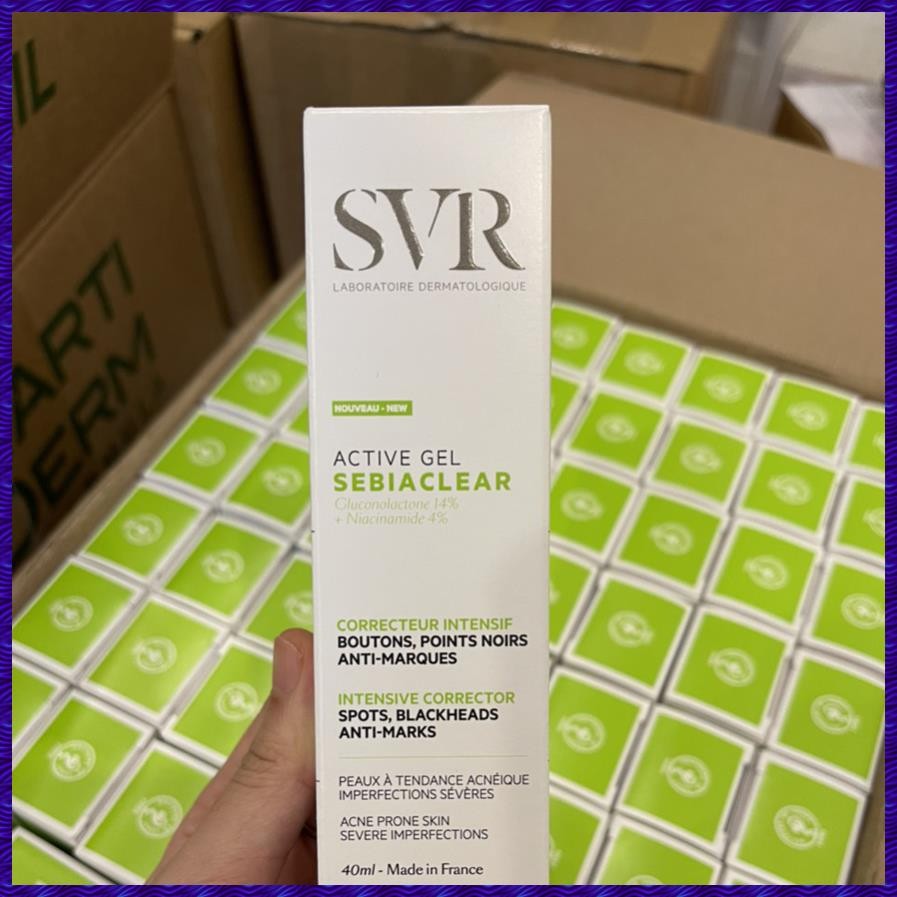 SVR
LABORATOIRE DERMATOLOGIQUE
NOUVEAU - NEW
ACTIVE GEL
SEBIACLEAR
Gluconolactone 14%
+ Niacinamide 4%
CORRECTEUR INTENSIF
BOUTONS, POINTS NOIRS
ANTI-MARQUES
INTENSIVE CORRECTOR
SPOTS, BLACKHEADS
ANTI-MARKS
PEAUX À TENDANCE ACNÉIQUE
IMPERFECTIONS SÉVÈRES
ACNE PRONE SKIN
SEVERE IMPERFECTIONS
40ml - Made in France
IL
ARTI
DERM